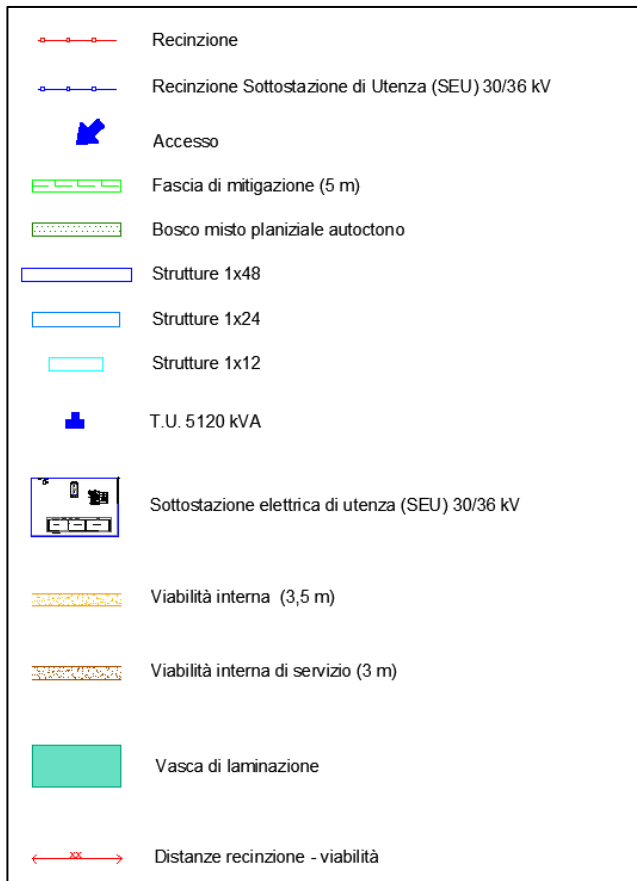 Recinzione
Recinzione Sottostazione di Utenza (SEU) 30/36 kV
Accesso
Fascia di mitigazione (5 m)
Bosco misto planiziale autoctono
Strutture 1x48
Strutture 1x24
Strutture 1x12
T.U. 5120 kVA
Sottostazione elettrica di utenza (SEU) 30/36 kV
Viabilità interna (3,5 m)
Viabilità interna di servizio (3 m)
Vasca di laminazione
xx Distanze recinzione - viabilità